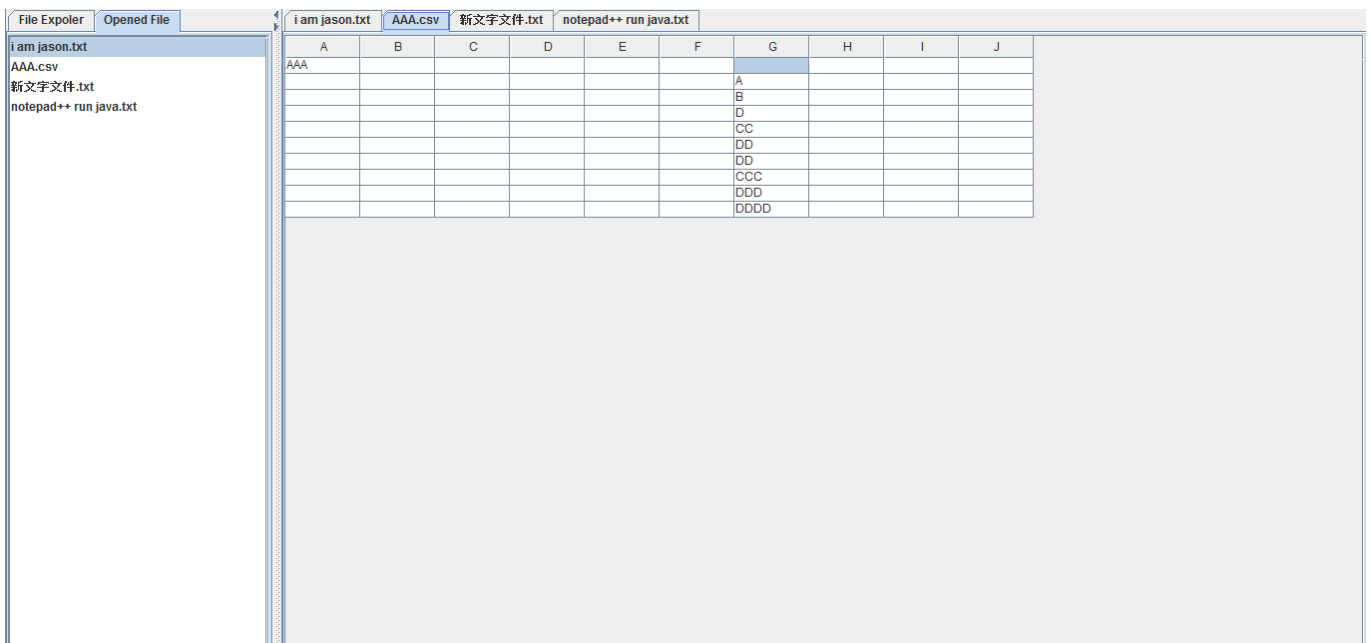 File Expoler Opened File
i am jason.txt
AAA.csv
新文字文件.txt
notepad++ run java.txt
i am jason.txt AAA.csv 新文字文件.txt notepad++ run java.txt
A B C D E F G H I J
AAA
A
B
D
CC
DD
DD
CCC
DDD
DDDD